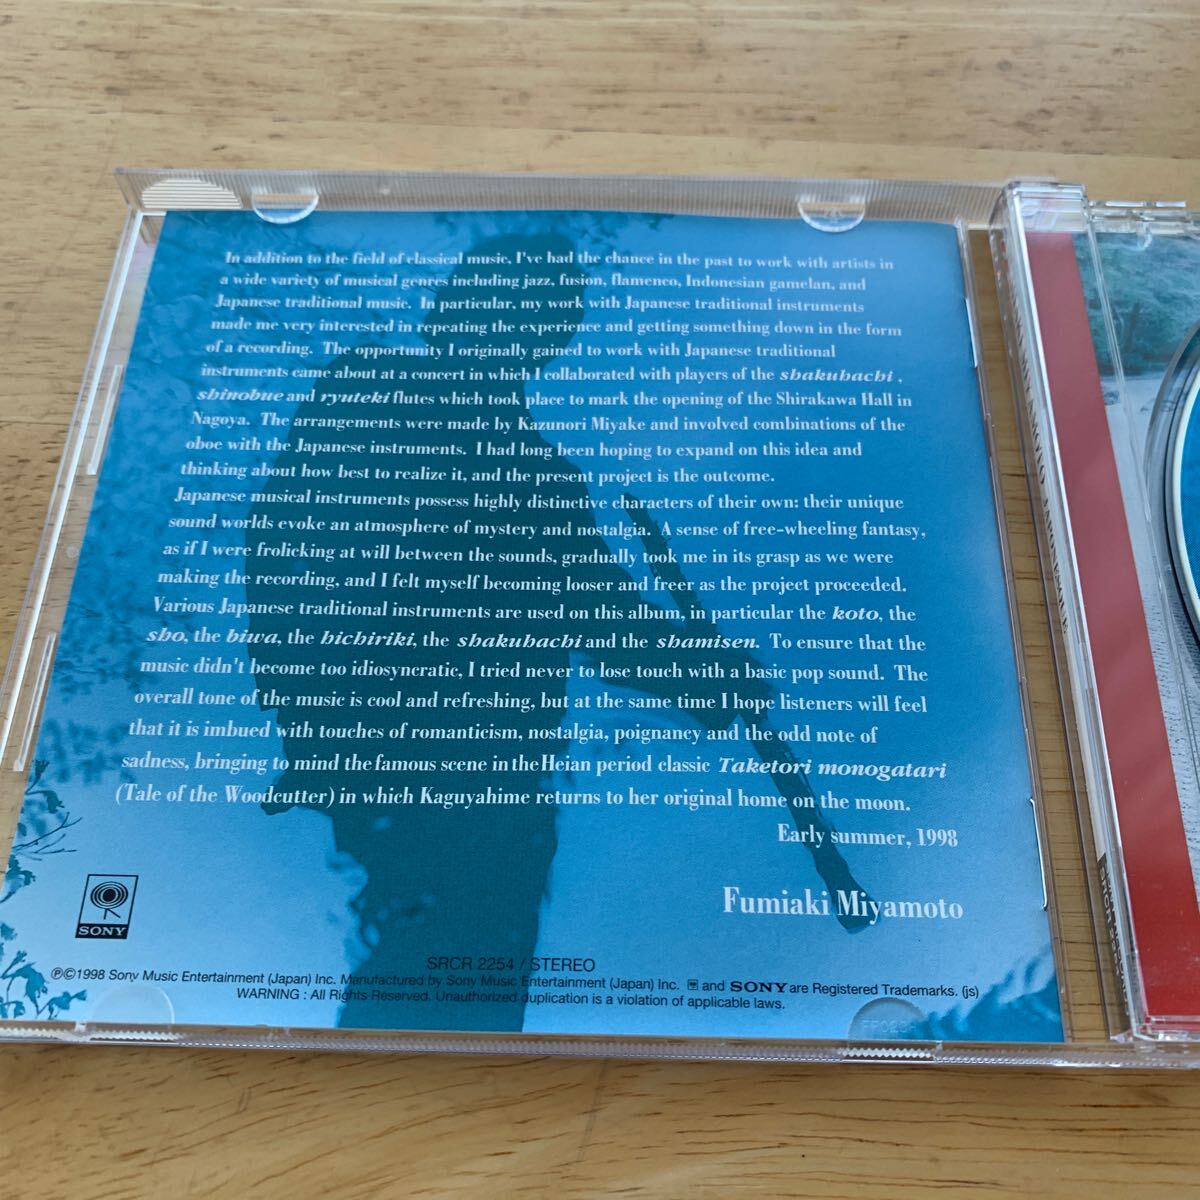 In addition to the field of classical music, I've had the chance in the past to work with artists in
a wide variety of musical genres including jazz, fusion, flamenco, Indonesian gamelan, and
Japanese traditional music. In particular, my work with Japanese traditional instruments
made me very interested in repeating the experience and getting something down in the form
of a recording. The opportunity I originally gained to work with Japanese traditional
instruments came about at a concert in which I collaborated with players of the shakuhachi ,
shinobue and ryuteki flutes which took place to mark the opening of the Shirakawa Hall in
Nagoya. The arrangements were made by Kazunori Miyake and involved combinations of the
oboe with the Japanese instruments. I had long been hoping to expand on this idea and
thinking about how best to realize it, and the present project is the outcome.
Japanese musical instruments possess highly distinctive characters of their own: their unique
sound worlds evoke an atmosphere of mystery and nostalgia. A sense of free-wheeling fantasy,
as if I were frolicking at will between the sounds, gradually took me in its grasp as we were
making the recording, and I felt myself becoming looser and freer as the project proceeded.
Various Japanese traditional instruments are used on this album, in particular the koto, the
sho, the biwa, the hichiriki, the shakuhachi and the shamisen. To ensure that the
music didn't become too idiosyncratic, I tried never to lose touch with a basic pop sound. The
overall tone of the music is cool and refreshing, but at the same time I hope listeners will feel
that it is imbued with touches of romanticism, nostalgia, poignancy and the odd note of
sadness, bringing to mind the famous scene in the Heian period classic Taketori monogatari
(Tale of the Woodcutter) in which Kaguyahime returns to her original home on the moon.
Early summer, 1998
Fumiaki Miyamoto
SONY
SRCR 2254 / STEREO
℗©1998 Sony Music Entertainment (Japan) Inc. Manufactured by Sony Music Entertainment (Japan) Inc. and SONY are Registered Trademarks. (js)
WARNING : All Rights Reserved. Unauthorized duplication is a violation of applicable laws.